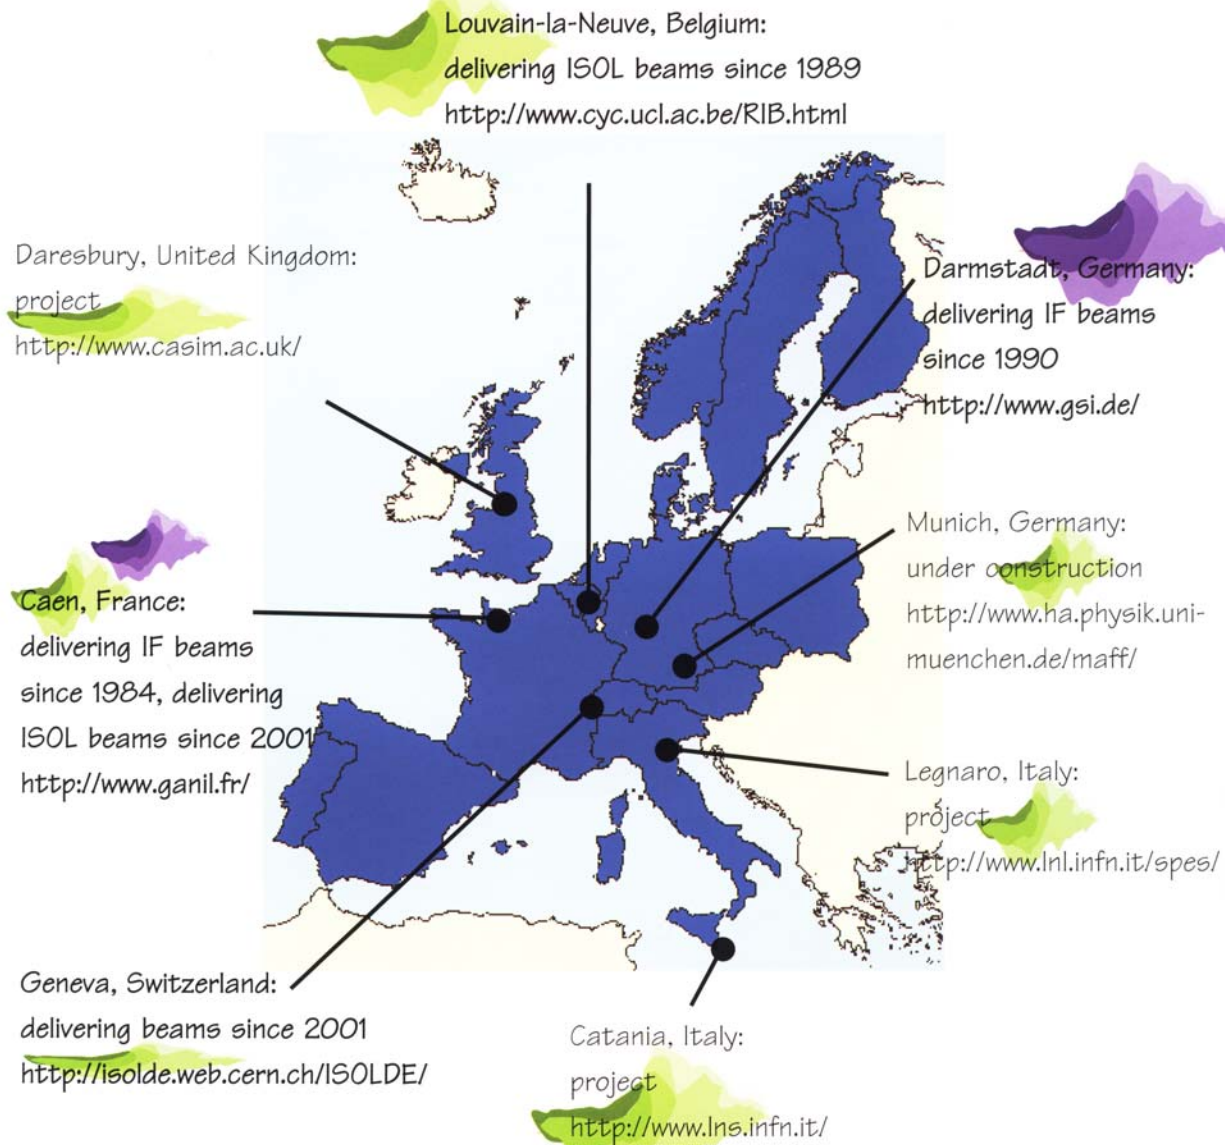 Louvain-la-Neuve, Belgium:
delivering ISOL beams since 1989
http://www.cyc.ucl.ac.be/RIB.html
Daresbury, United Kingdom:
project
http://www.casim.ac.uk/
Darmstadt, Germany:
delivering IF beams
since 1990
http://www.gsi.de/
Munich, Germany:
under construction
http://www.ha.physik.uni-
muenchen.de/maff/
Caen, France:
delivering IF beams
since 1984, delivering
ISOL beams since 2001
http://www.ganil.fr/
Legnaro, Italy:
project
http://www.lnl.infn.it/spes/
Geneva, Switzerland:
delivering beams since 2001
http://isolde.web.cern.ch/ISOLDE/
Catania, Italy:
project
http://www.lns.infn.it/